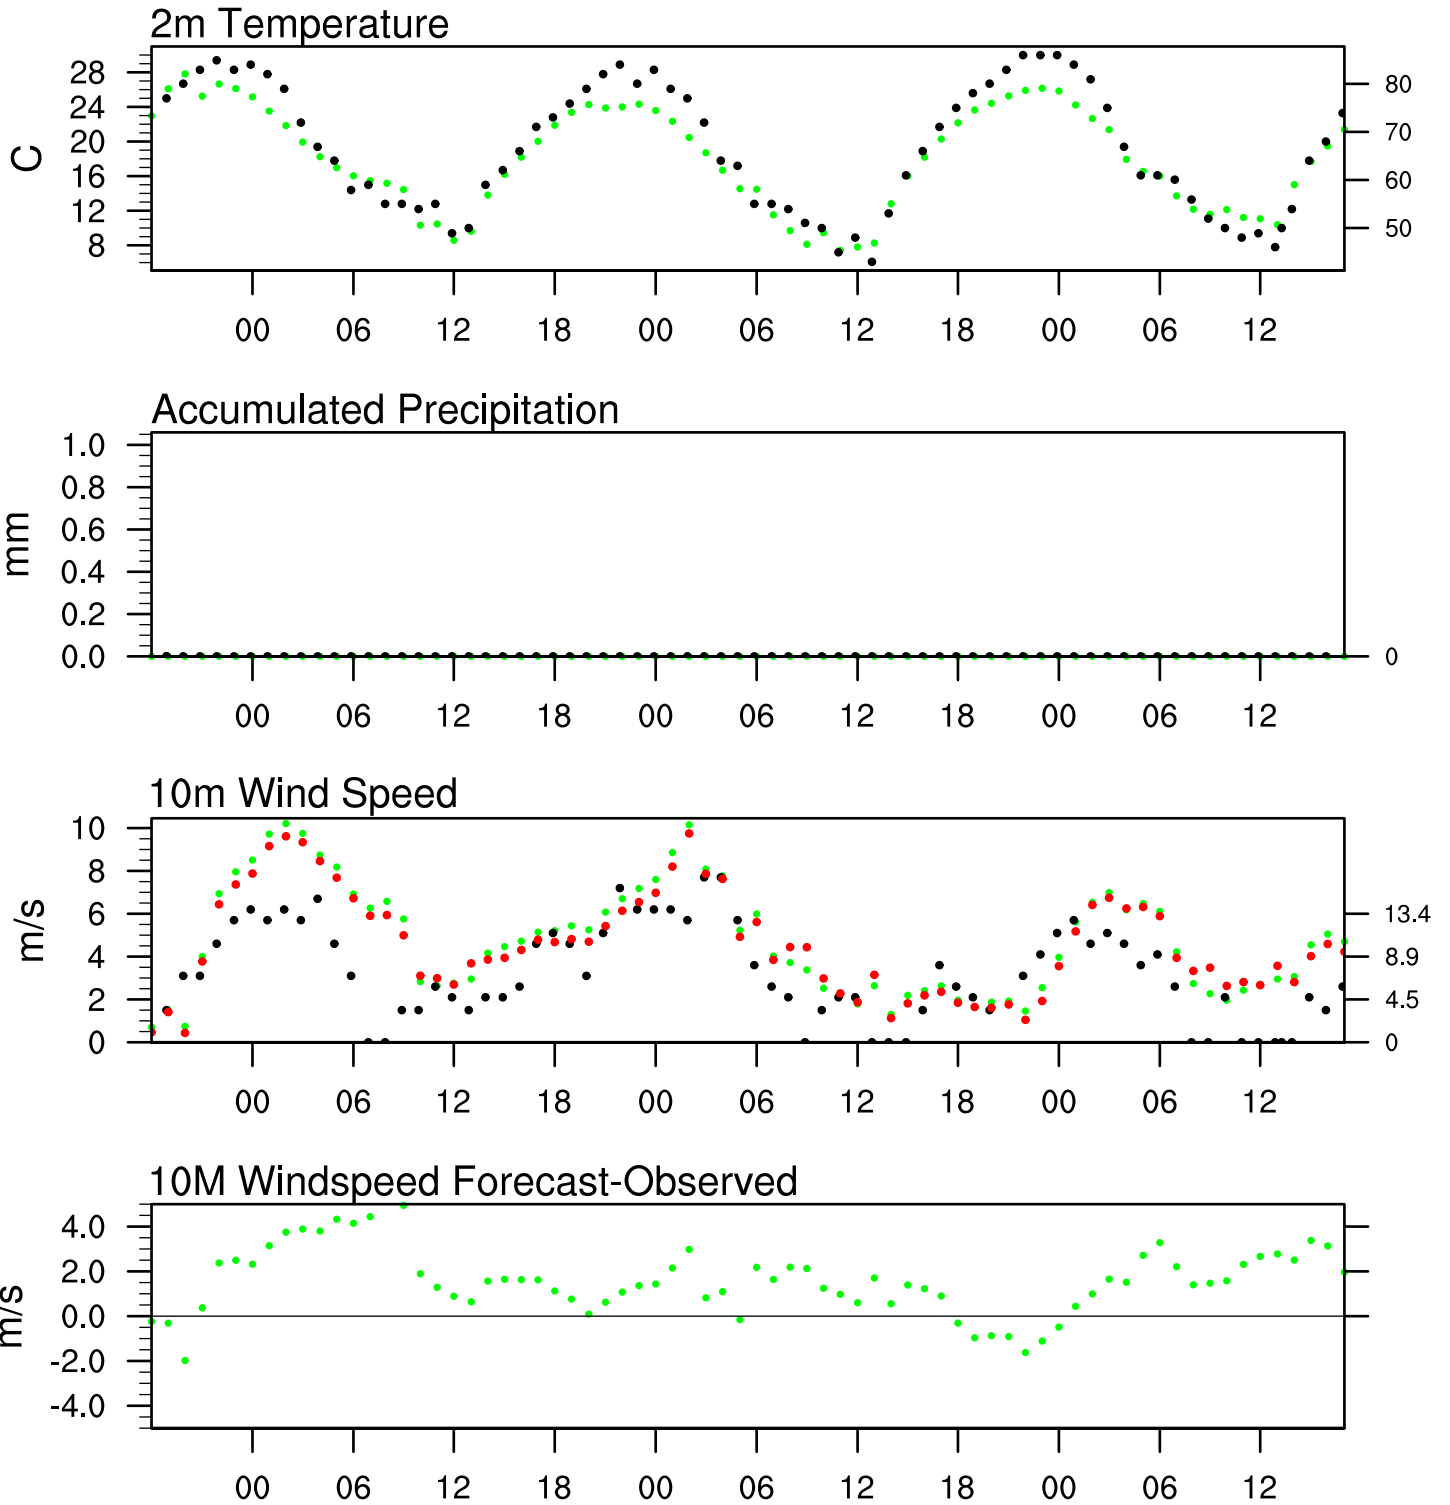 2m Temperature
28
24
20
16
12
8
C
80
70
60
50
00 06 12 18 00 06 12 18 00 06 12
Accumulated Precipitation
1.0
0.8
0.6
0.4
0.2
0.0
mm
0
00 06 12 18 00 06 12 18 00 06 12
10m Wind Speed
10
8
6
4
2
0
m/s
13.4
8.9
4.5
0
00 06 12 18 00 06 12 18 00 06 12
10M Windspeed Forecast-Observed
4.0
2.0
0.0
-2.0
-4.0
m/s
00 06 12 18 00 06 12 18 00 06 12